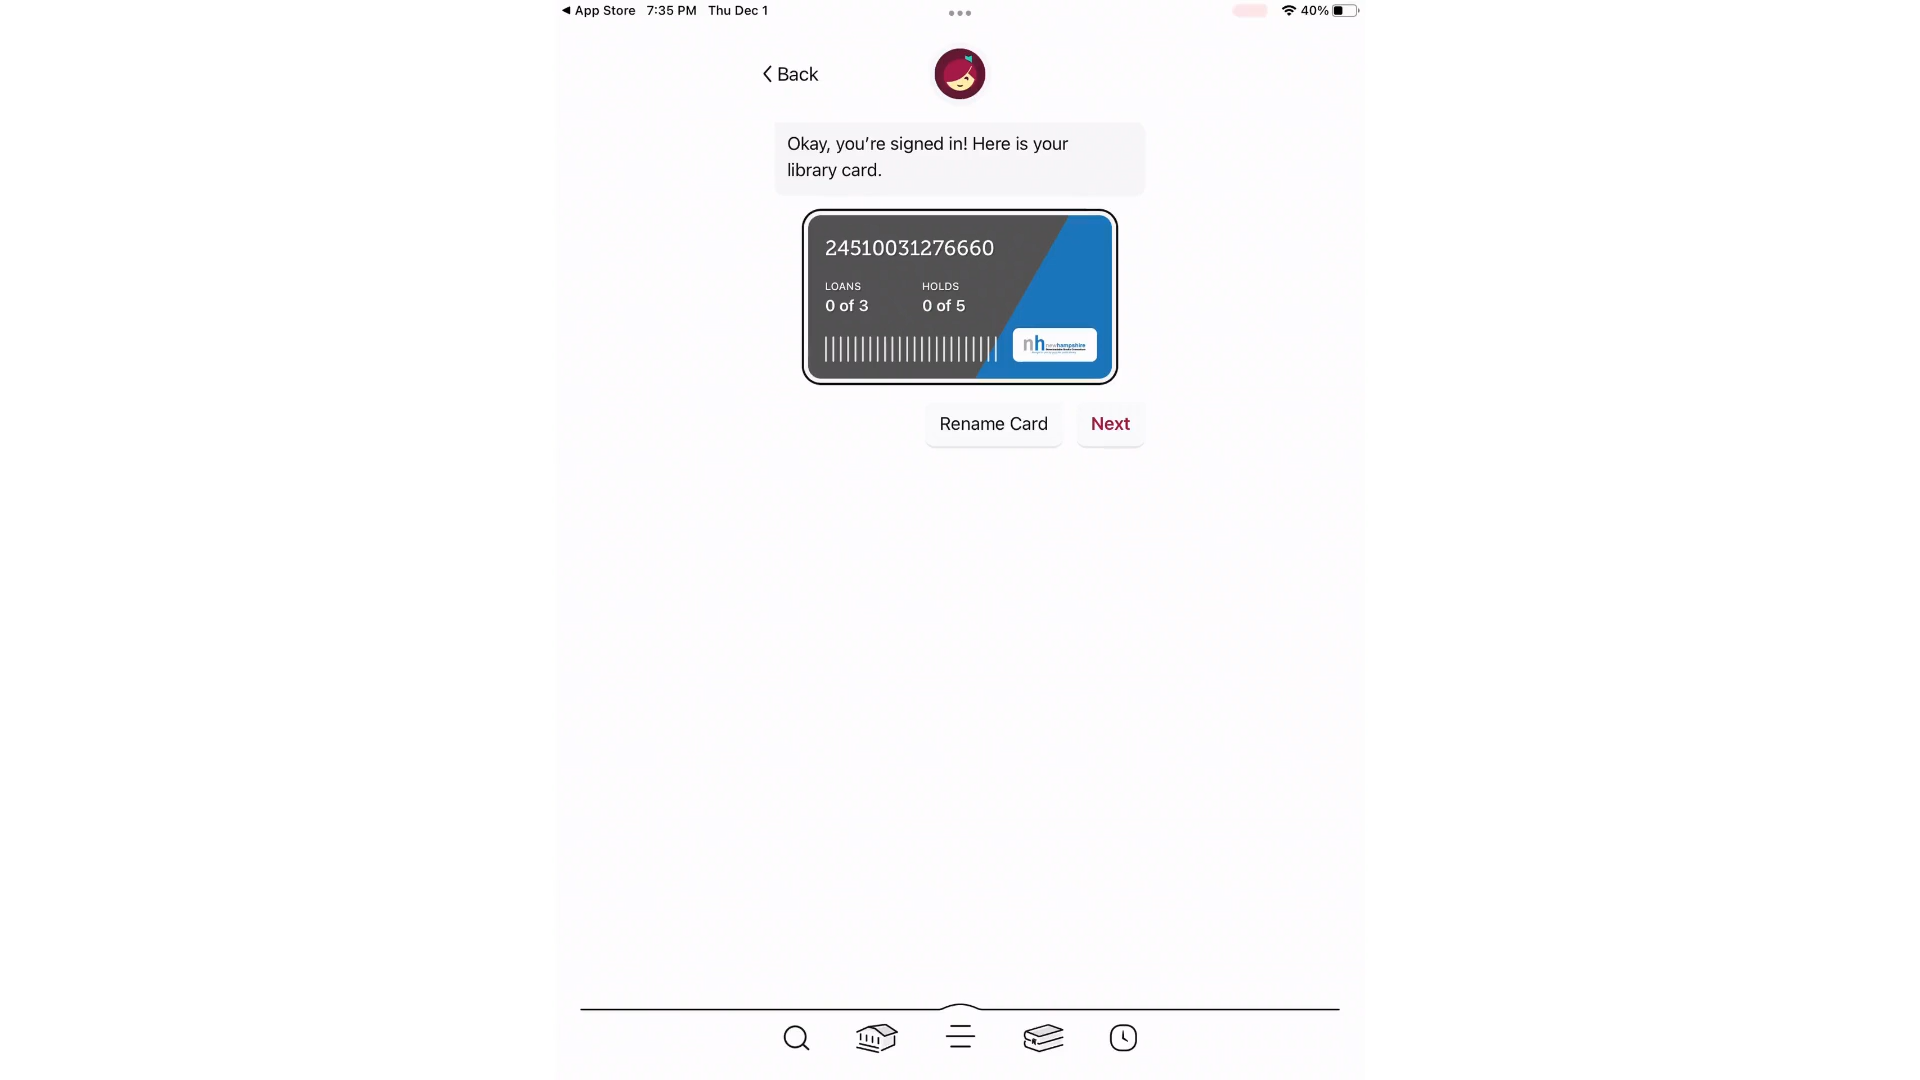 ◀ App Store 7:35 PM Thu Dec 1 40%
Back
Okay, you're signed in! Here is your
library card.
24510031276660
LOANS HOLDS
0 of 3 0 of 5
nh newhampshire
Rename Card Next